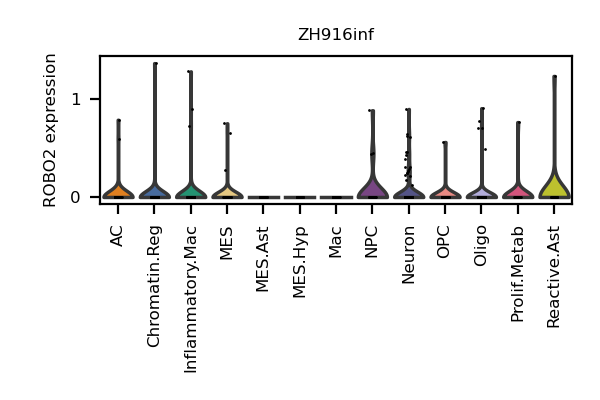 ZH916inf
ROBO2 expression
1
0
AC
Chromatin.Reg
Inflammatory.Mac
MES
MES.Ast
MES.Hyp
Mac
NPC
Neuron
OPC
Oligo
Prolif.Metab
Reactive.Ast